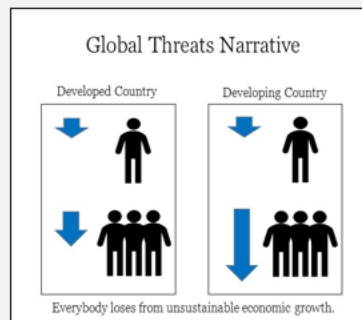 Global Threats Narrative
Developed Country
Developing Country
Everybody loses from unsustainable economic growth.